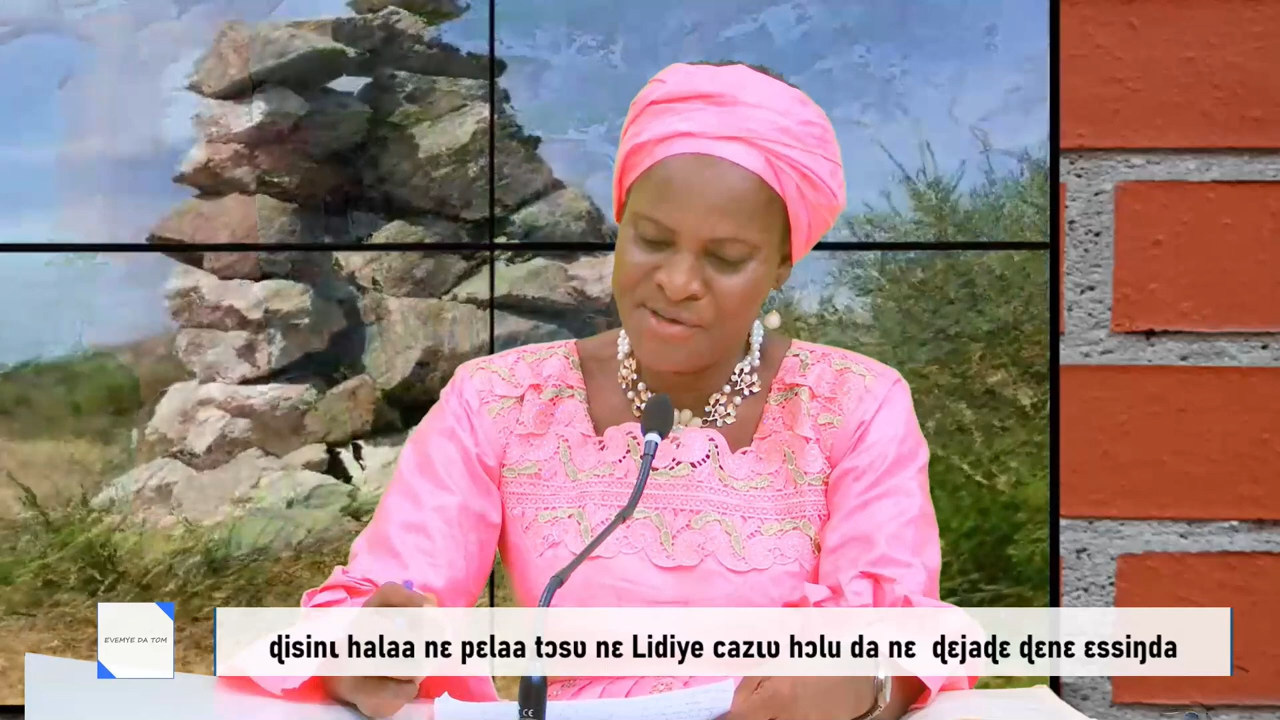 EVEMYE DA TOM
ɖisinɩ halaa nɛ pɛlaa tɔsʋ nɛ Lidiye cazɩʋ hɔlu da nɛ ɖɛjaɖɛ ɖɛnɛ ɛssiŋda